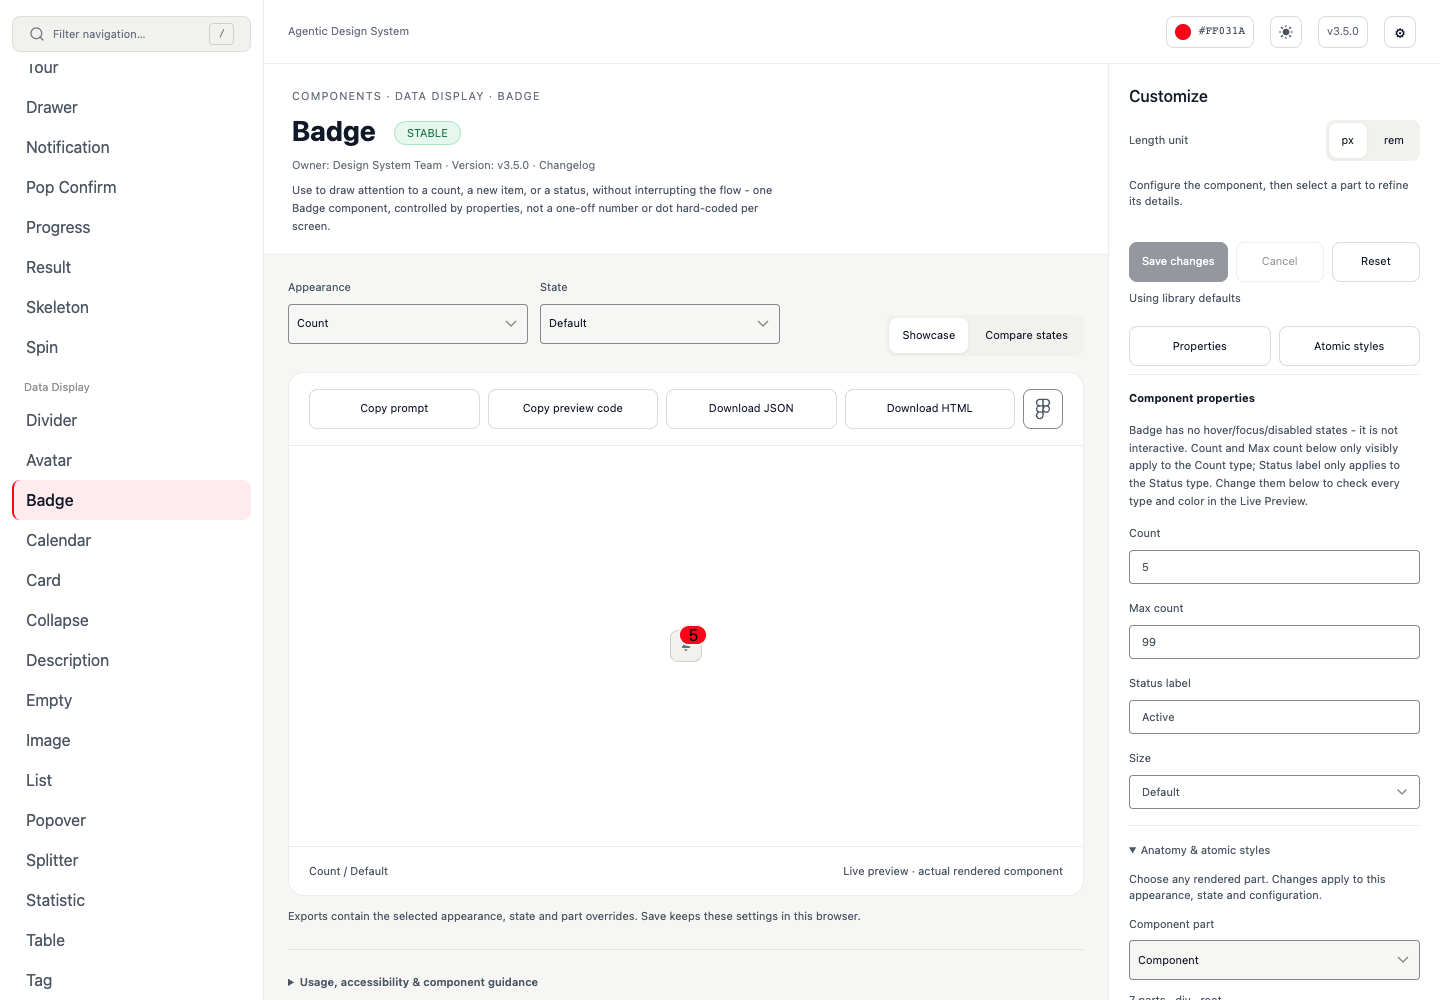 Filter navigation...
/
Tour
Drawer
Notification
Pop Confirm
Progress
Result
Skeleton
Spin
Data Display
Divider
Avatar
Badge
Calendar
Card
Collapse
Description
Empty
Image
List
Popover
Splitter
Statistic
Table
Tag
Agentic Design System
#FF031A
v3.5.0
COMPONENTS · DATA DISPLAY · BADGE
Badge
STABLE
Owner: Design System Team · Version: v3.5.0 · Changelog
Use to draw attention to a count, a new item, or a status, without interrupting the flow - one
Badge component, controlled by properties, not a one-off number or dot hard-coded per
screen.
Appearance
State
Count
Default
Showcase
Compare states
Copy prompt
Copy preview code
Download JSON
Download HTML
5
Count / Default
Live preview · actual rendered component
Exports contain the selected appearance, state and part overrides. Save keeps these settings in this browser.
Usage, accessibility & component guidance
Customize
Length unit
px
rem
Configure the component, then select a part to refine
its details.
Save changes
Cancel
Reset
Using library defaults
Properties
Atomic styles
Component properties
Badge has no hover/focus/disabled states - it is not
interactive. Count and Max count below only visibly
apply to the Count type; Status label only applies to
the Status type. Change them below to check every
type and color in the Live Preview.
Count
5
Max count
99
Status label
Active
Size
Default
Anatomy & atomic styles
Choose any rendered part. Changes apply to this
appearance, state and configuration.
Component part
Component
7 parts · div · root